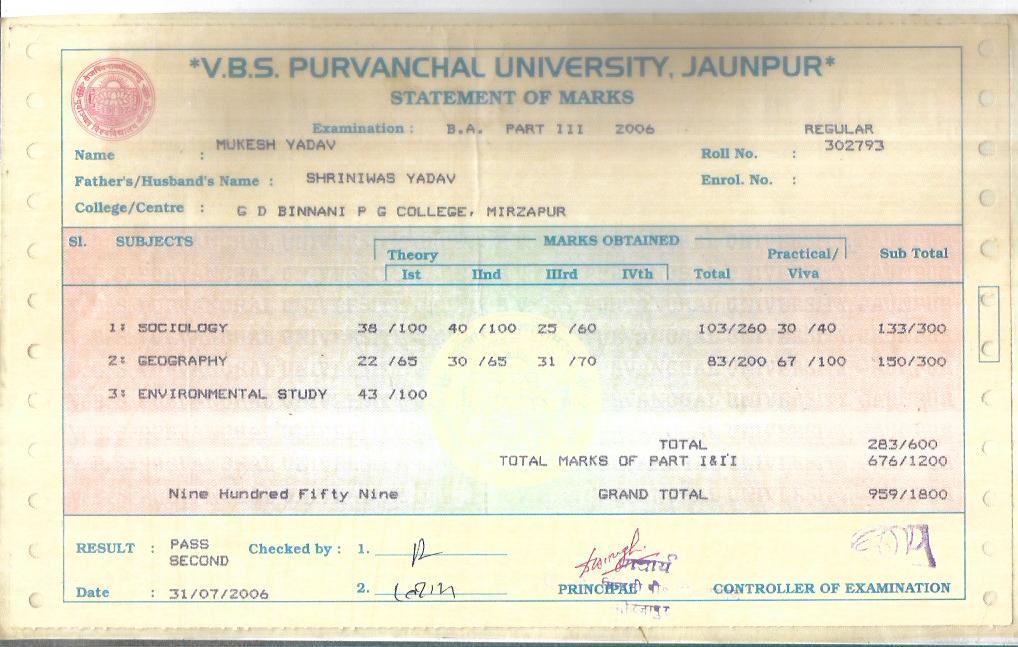 *V.B.S. PURVANCHAL UNIVERSITY, JAUNPUR*
STATEMENT OF MARKS
Examination : B.A. PART III 2006 REGULAR
Name : MUKESH YADAV Roll No. : 302793
Father's/Husband's Name : SHRINIWAS YADAV Enrol. No. :
College/Centre : G D BINNANI P G COLLEGE, MIRZAPUR
Sl. SUBJECTS MARKS OBTAINED
Theory Practical/ Sub Total
Ist IInd IIIrd IVth Total Viva
1: SOCIOLOGY 38 /100 40 /100 25 /60 103/260 30 /40 133/300
2: GEOGRAPHY 22 /65 30 /65 31 /70 83/200 67 /100 150/300
3: ENVIRONMENTAL STUDY 43 /100
TOTAL 283/600
TOTAL MARKS OF PART I&II 676/1200
Nine Hundred Fifty Nine GRAND TOTAL 959/1800
RESULT : PASS Checked by : 1.
SECOND
Date : 31/07/2006 2. PRINCIPAL CONTROLLER OF EXAMINATION